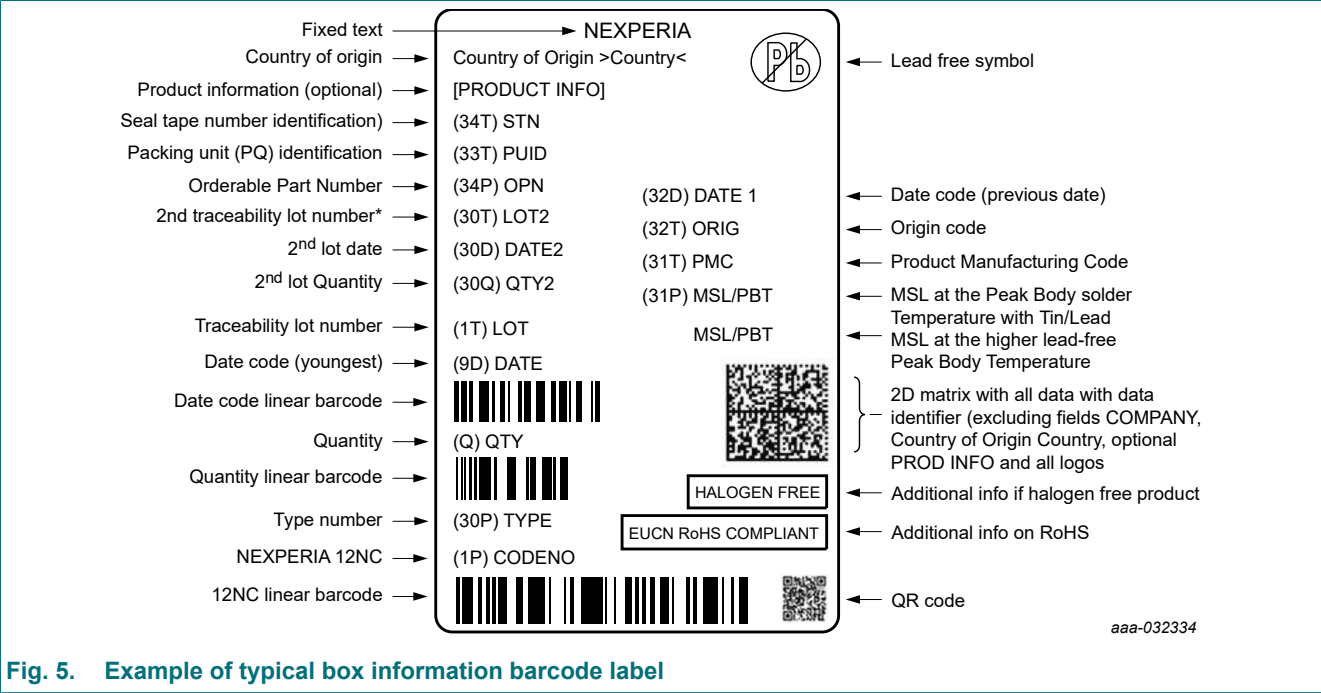 Fixed text
NEXPERIA
Country of origin
Country of Origin >Country<
Pb
Lead free symbol
Product information (optional)
[PRODUCT INFO]
Seal tape number identification)
(34T) STN
Packing unit (PQ) identification
(33T) PUID
Orderable Part Number
(34P) OPN
(32D) DATE 1
Date code (previous date)
2nd traceability lot number*
(30T) LOT2
(32T) ORIG
Origin code
2nd lot date
(30D) DATE2
(31T) PMC
Product Manufacturing Code
2nd lot Quantity
(30Q) QTY2
(31P) MSL/PBT
MSL at the Peak Body solder
Temperature with Tin/Lead
Traceability lot number
(1T) LOT
MSL/PBT
MSL at the higher lead-free
Peak Body Temperature
Date code (youngest)
(9D) DATE
Date code linear barcode
2D matrix with all data with data
identifier (excluding fields COMPANY,
Country of Origin Country, optional
PROD INFO and all logos
Quantity
(Q) QTY
Quantity linear barcode
HALOGEN FREE
Additional info if halogen free product
Type number
(30P) TYPE
EUCN RoHS COMPLIANT
Additional info on RoHS
NEXPERIA 12NC
(1P) CODENO
12NC linear barcode
QR code
aaa-032334
Fig. 5. Example of typical box information barcode label